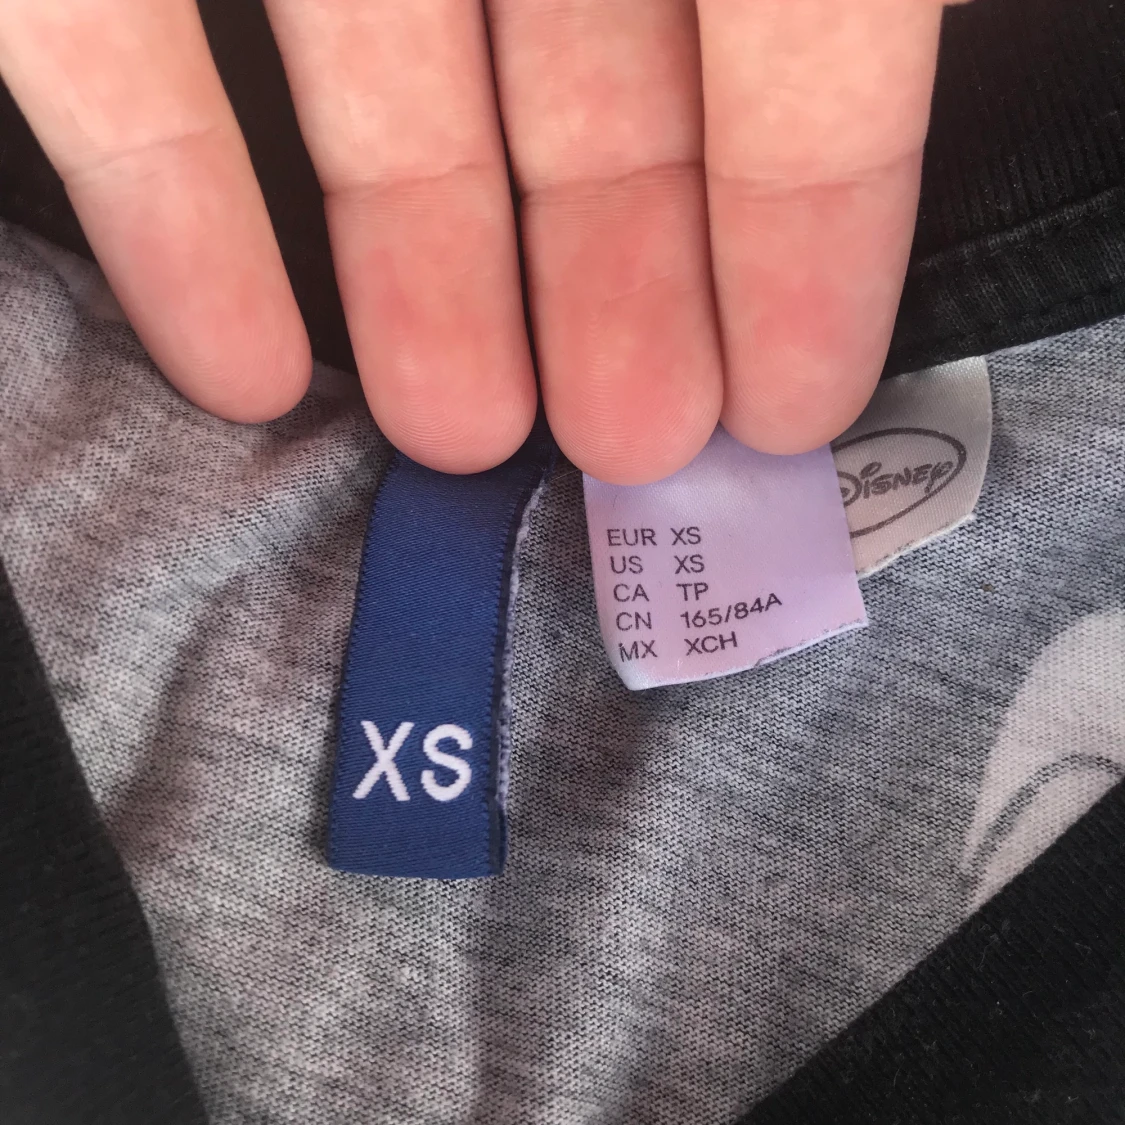 XS
EUR XS
US XS
CA TP
CN 165/84A
MX XCH
Disney